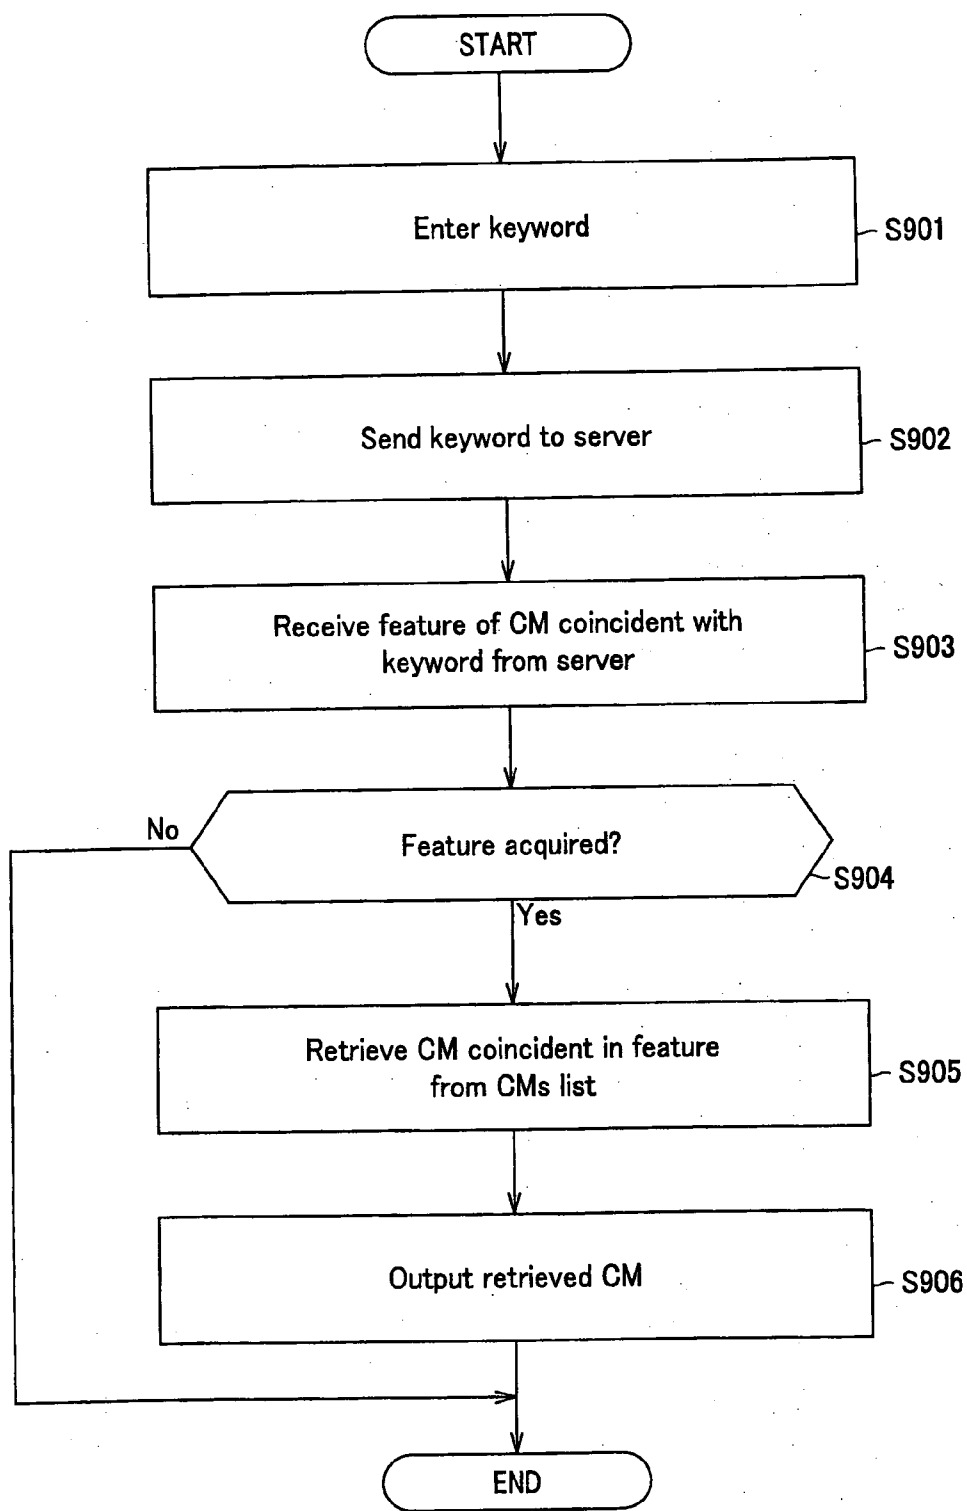 START
Enter keyword
S901
Send keyword to server
S902
Receive feature of CM coincident with
keyword from server
S903
No
Feature acquired?
S904
Yes
Retrieve CM coincident in feature
from CMs list
S905
Output retrieved CM
S906
END